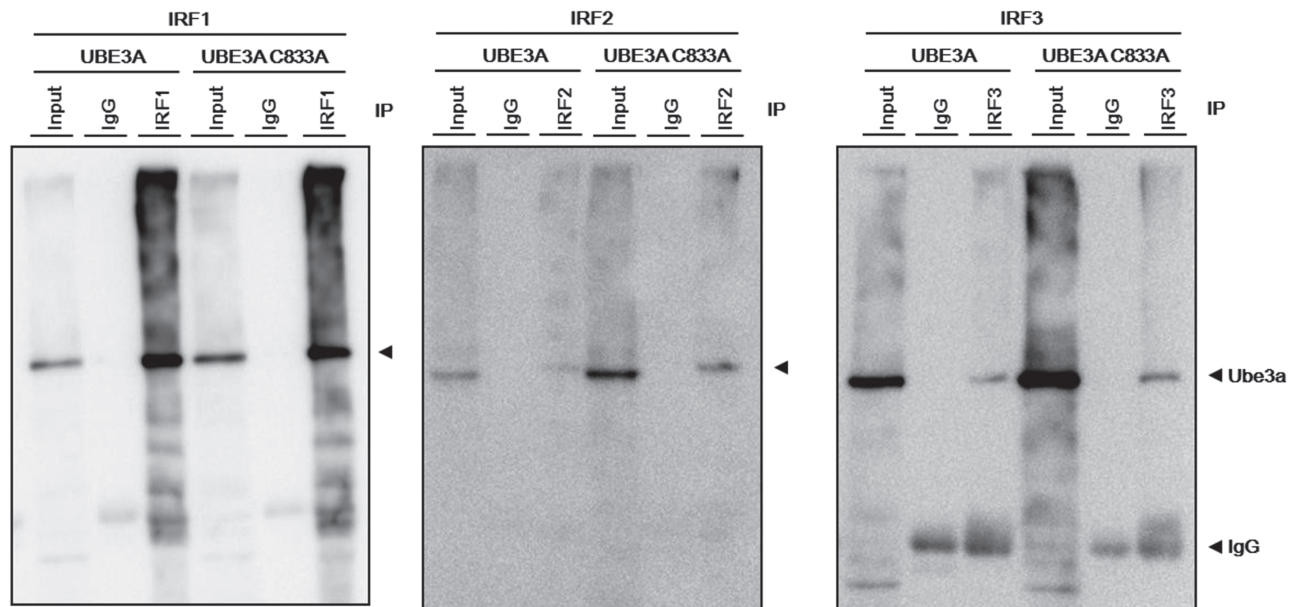 IRF1 IRF2 IRF3
UBE3A UBE3A C833A UBE3A UBE3A C833A UBE3A UBE3A C833A
Input IgG IRF1 Input IgG IRF1 IP Input IgG IRF2 Input IgG IRF2 IP Input IgG IRF3 Input IgG IRF3 IP
Ube3a
IgG